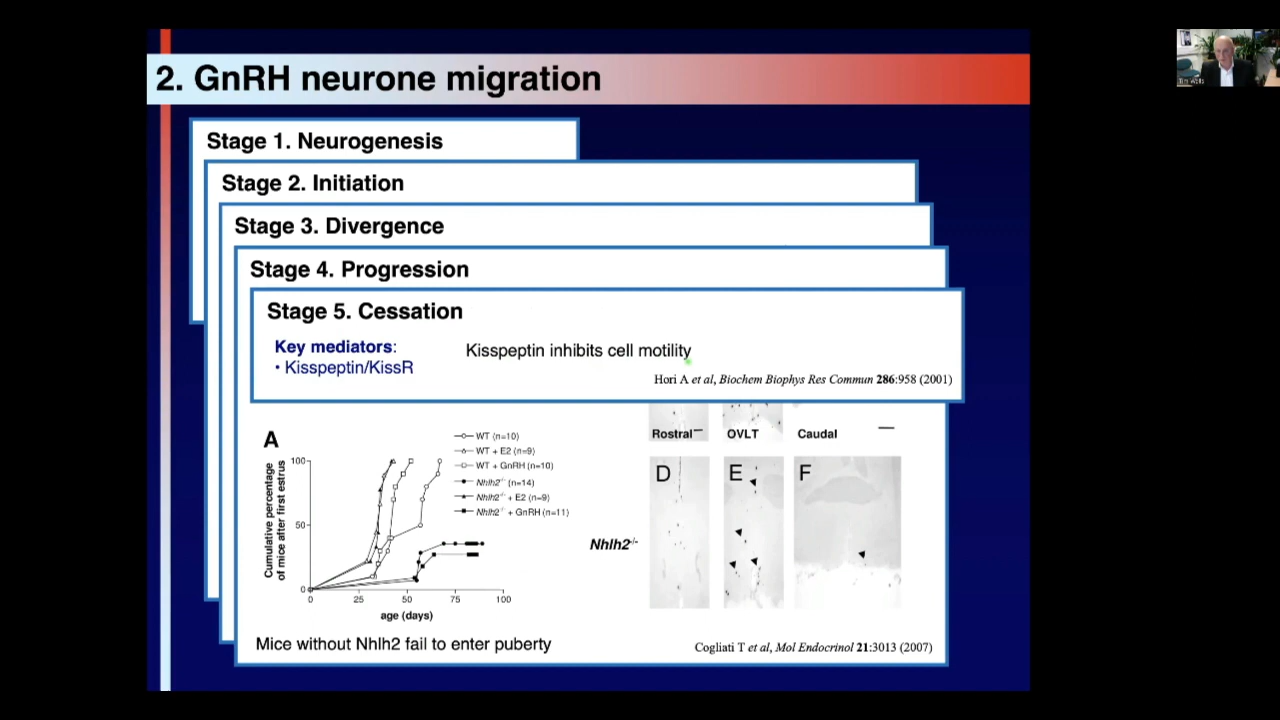 2. GnRH neurone migration
Stage 1. Neurogenesis
Stage 2. Initiation
Stage 3. Divergence
Stage 4. Progression
Stage 5. Cessation
Key mediators:
• Kisspeptin/KissR
Kisspeptin inhibits cell motility
Hori A et al, Biochem Biophys Res Commun 286:958 (2001)
A
Cumulative percentage
of mice after first estrus
100
50
0
0 25 50 75 100
age (days)
WT (n=10)
WT + E2 (n=9)
WT + GnRH (n=10)
Nhlh2-/- (n=14)
Nhlh2-/- + E2 (n=9)
Nhlh2-/- + GnRH (n=11)
Rostral OVLT Caudal
D E F
Nhlh2-/-
Mice without Nhlh2 fail to enter puberty
Cogliati T et al, Mol Endocrinol 21:3013 (2007)
Tim Wells